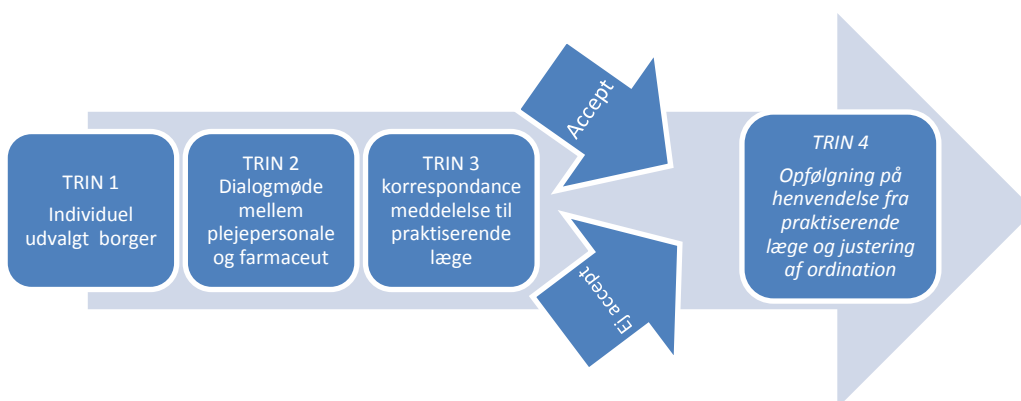 TRIN 1
Individuel
udvalgt borger
TRIN 2
Dialogmøde
mellem
plejepersonale
og farmaceut
TRIN 3
korrespondance
meddelelse til
praktiserende
læge
Accept
Ej accept
TRIN 4
Opfølgning på
henvendelse fra
praktiserende
læge og justering
af ordination